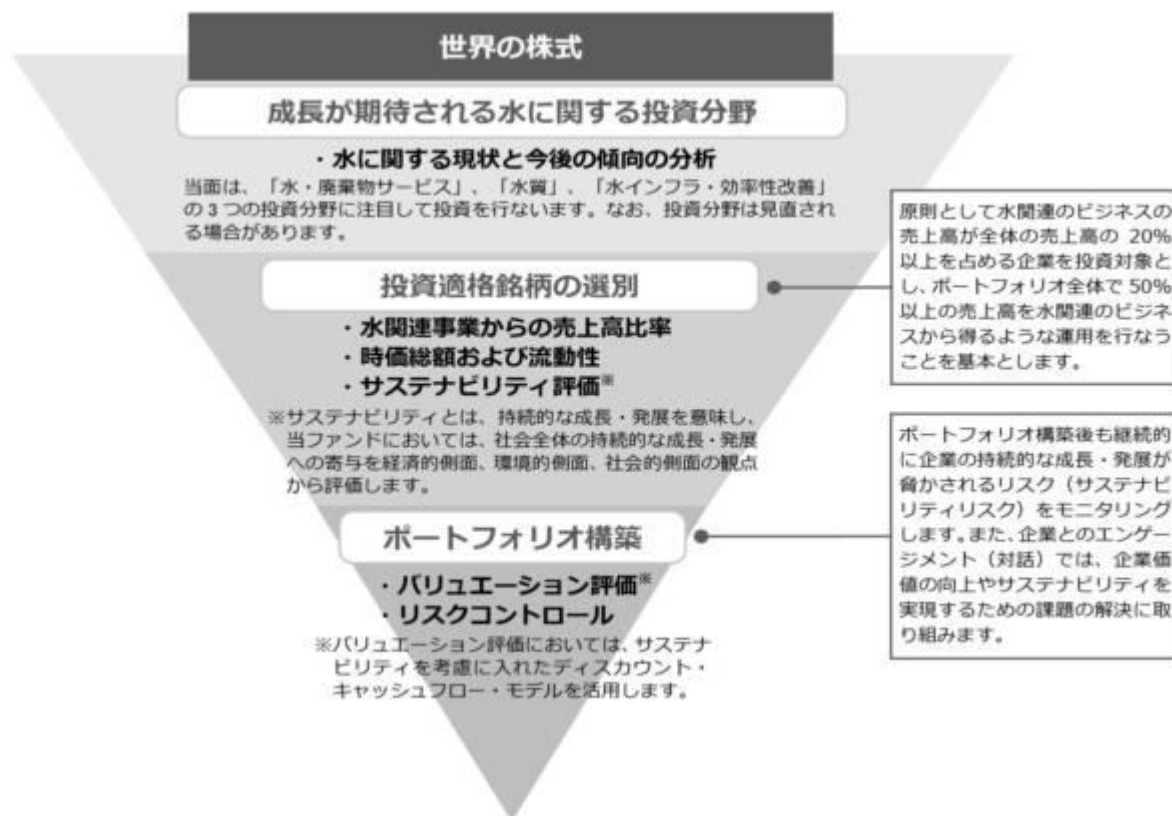 世界の株式
成長が期待される水に関する投資分野
・水に関する現状と今後の傾向の分析
当面は、「水・廃棄物サービス」、「水質」、「水インフラ・効率性改善」
の3つの投資分野に注目して投資を行ないます。なお、投資分野は見直され
る場合があります。
投資適格銘柄の選別
・水関連事業からの売上高比率
・時価総額および流動性
・サステナビリティ評価※
※サステナビリティとは、持続的な成長・発展を意味し、
当ファンドにおいては、社会全体の持続的な成長・発展
への寄与を経済的側面、環境的側面、社会的側面の観点
から評価します。
原則として水関連のビジネスの
売上高が全体の売上高の 20%
以上を占める企業を投資対象と
し、ポートフォリオ全体で 50%
以上の売上高を水関連のビジネ
スから得るような運用を行なう
ことを基本とします。
ポートフォリオ構築
・バリュエーション評価※
・リスクコントロール
※バリュエーション評価においては、サステナ
ビリティを考慮に入れたディスカウント・
キャッシュフロー・モデルを活用します。
ポートフォリオ構築後も継続的
に企業の持続的な成長・発展が
脅かされるリスク（サステナビ
リティリスク）をモニタリング
します。また、企業とのエンゲー
ジメント（対話）では、企業価
値の向上やサステナビリティを
実現するための課題の解決に取
り組みます。